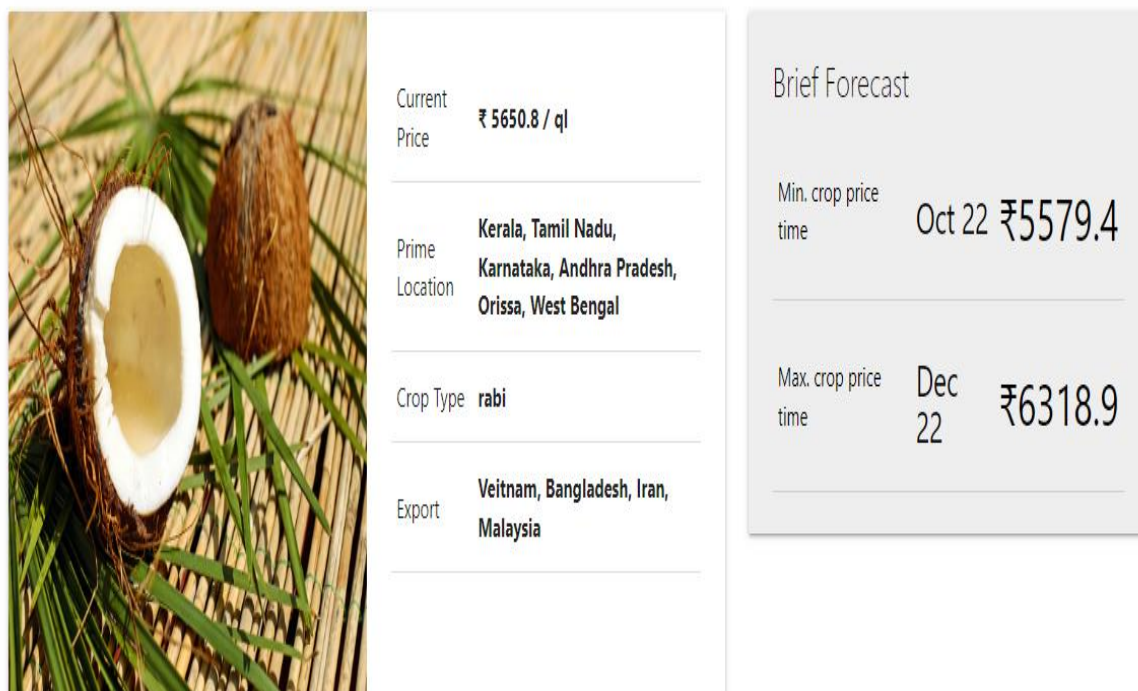 Current
Price
₹ 5650.8 / ql
Prime
Location
Kerala, Tamil Nadu,
Karnataka, Andhra Pradesh,
Orissa, West Bengal
Crop Type rabi
Export
Veitnam, Bangladesh, Iran,
Malaysia
Brief Forecast
Min. crop price
time
Oct 22 ₹5579.4
Max. crop price
time
Dec
22
₹6318.9